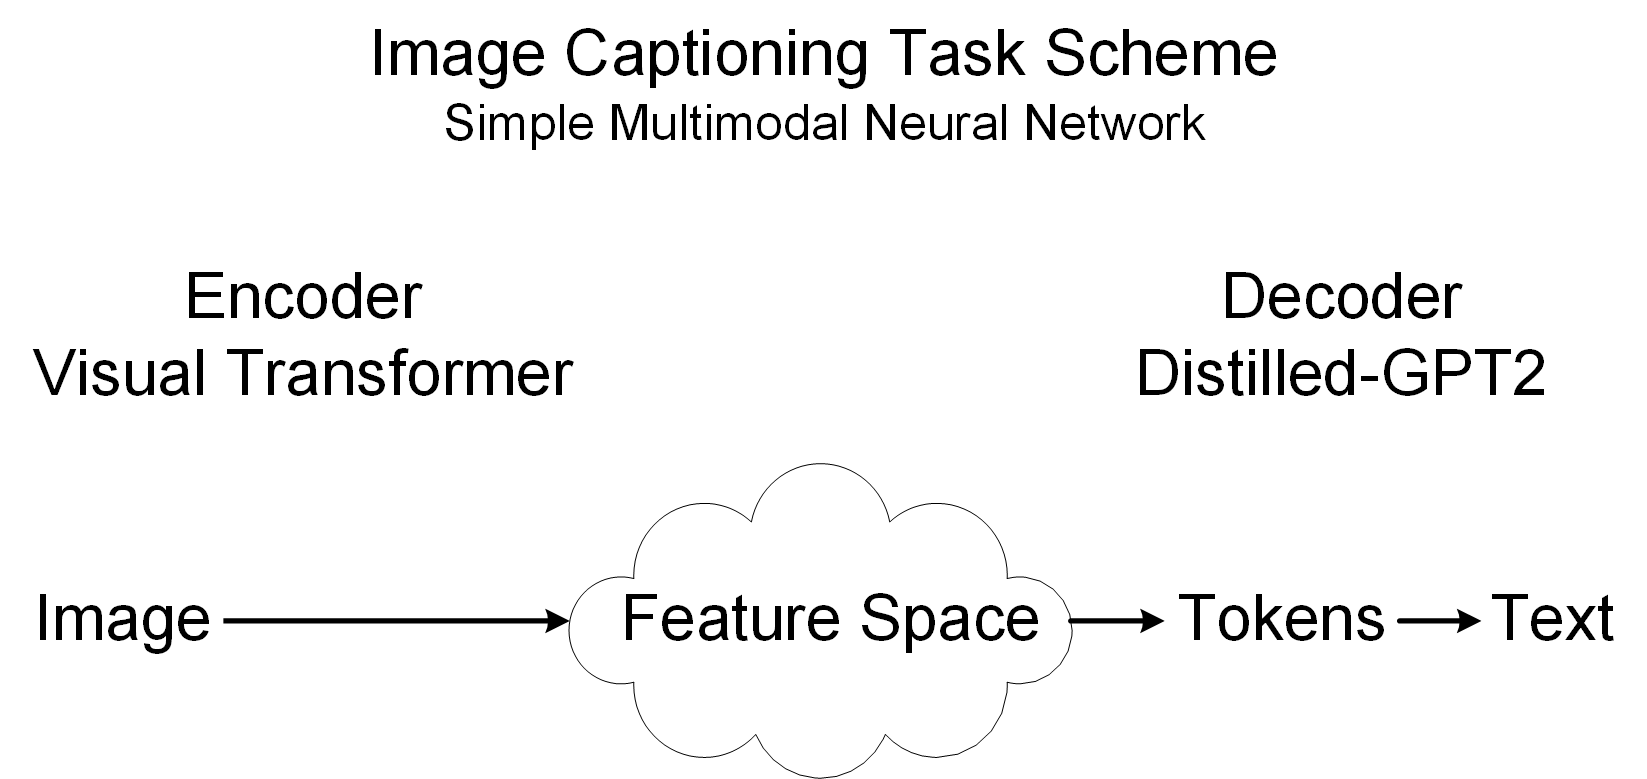 Image Captioning Task Scheme
Simple Multimodal Neural Network
Encoder
Visual Transformer
Decoder
Distilled-GPT2
Image
Feature Space
Tokens
Text